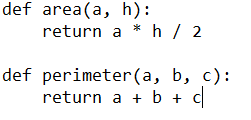 def area(a, h):
    return a * h / 2

def perimeter(a, b, c):
    return a + b + c